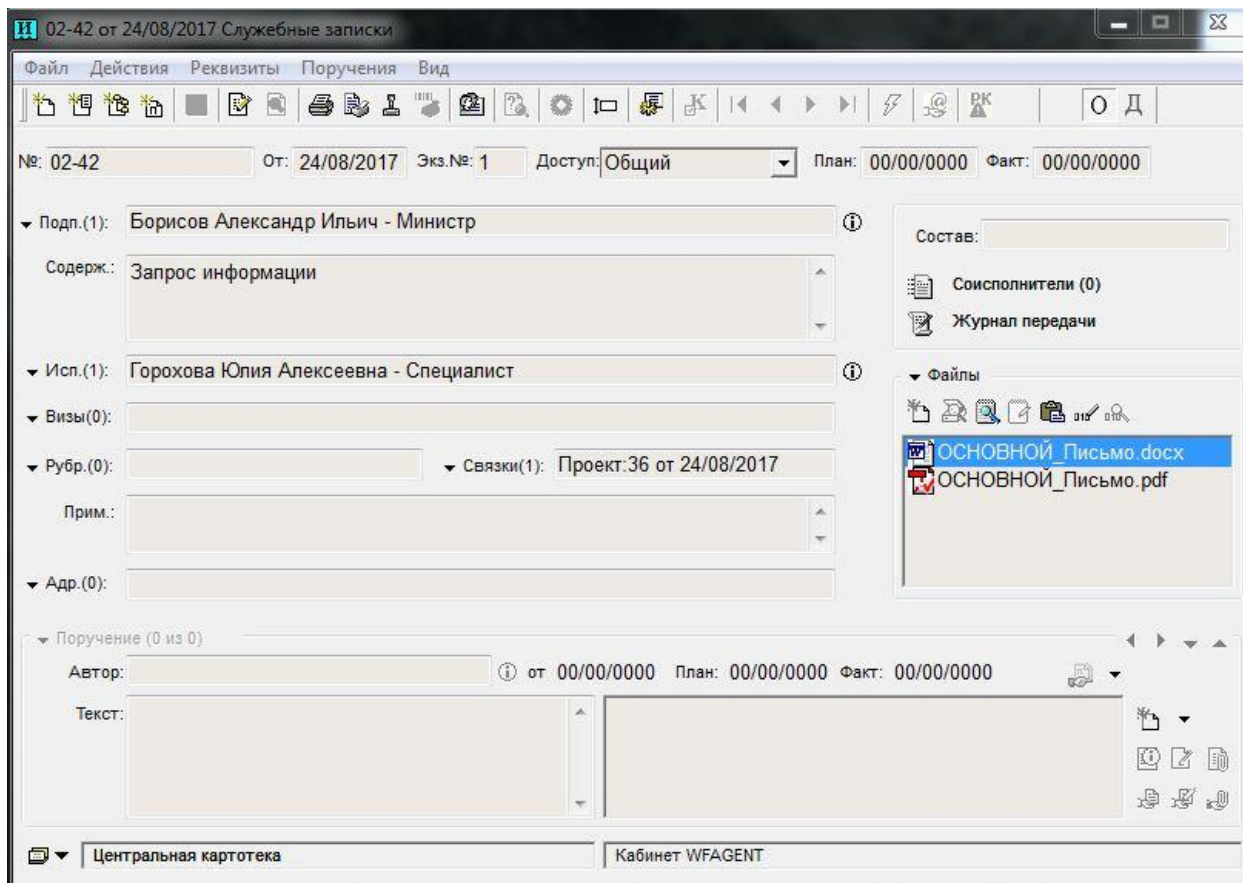 02-42 от 24/08/2017 Служебные записки
Файл Действия Реквизиты Поручения Вид
РК О Д
№: 02-42 От: 24/08/2017 Экз.№: 1 Доступ: Общий План: 00/00/0000 Факт: 00/00/0000
Подп.(1): Борисов Александр Ильич - Министр
Состав:
Содерж.: Запрос информации
Соисполнители (0)
Журнал передачи
Исп.(1): Горохова Юлия Алексеевна - Специалист
Файлы
Визы(0):
ОСНОВНОЙ_Письмо.docx
Рубр.(0): Связки(1): Проект:36 от 24/08/2017
ОСНОВНОЙ_Письмо.pdf
Прим.:
Адр.(0):
Поручение (0 из 0)
Автор: от 00/00/0000 План: 00/00/0000 Факт: 00/00/0000
Текст:
Центральная картотека Кабинет WFAGENT